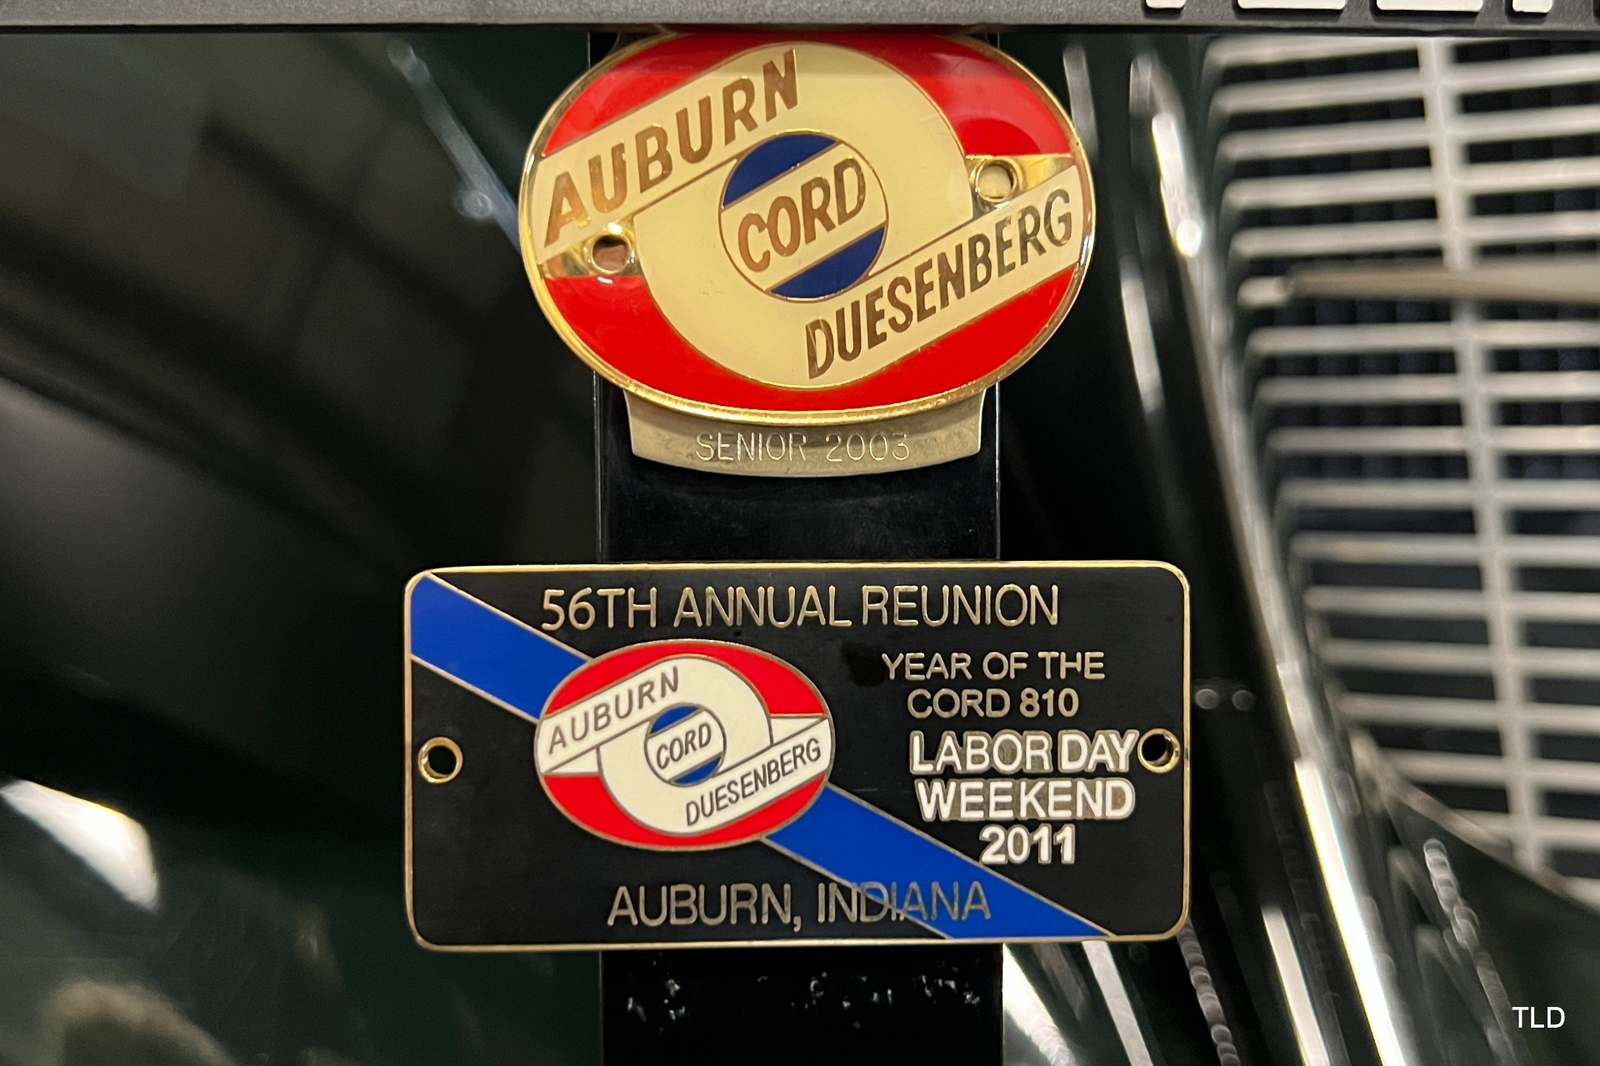 AUBURN
CORD
DUESENBERG
SENIOR 2003
56TH ANNUAL REUNION
YEAR OF THE
CORD 810
LABOR DAY
WEEKEND
2011
AUBURN
CORD
DUESENBERG
AUBURN, INDIANA
TLD